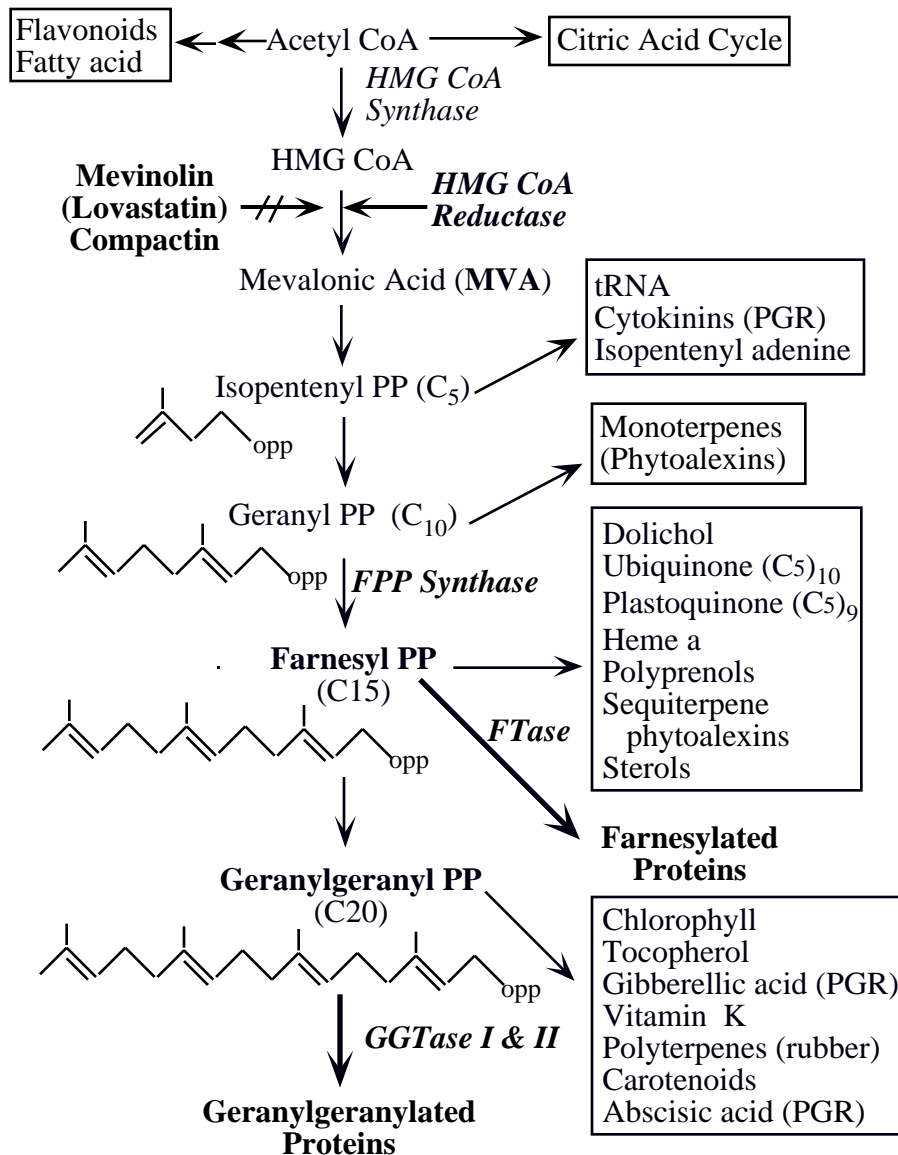 Flavonoids
Fatty acid
Acetyl CoA
Citric Acid Cycle
HMG CoA
Synthase
HMG CoA
Mevinolin
(Lovastatin)
Compactin
HMG CoA
Reductase
Mevalonic Acid (MVA)
tRNA
Cytokinins (PGR)
Isopentenyl adenine
Isopentenyl PP (C5)
opp
Monoterpenes
(Phytoalexins)
Geranyl PP (C10)
opp
FPP Synthase
Dolichol
Ubiquinone (C5)10
Plastoquinone (C5)9
Heme a
Polyprenols
Sequiterpene
phytoalexins
Sterols
Farnesyl PP
(C15)
opp
FTase
Farnesylated
Proteins
Geranylgeranyl PP
(C20)
opp
Chlorophyll
Tocopherol
Gibberellic acid (PGR)
Vitamin K
Polyterpenes (rubber)
Carotenoids
Abscisic acid (PGR)
GGTase I & II
Geranylgeranylated
Proteins